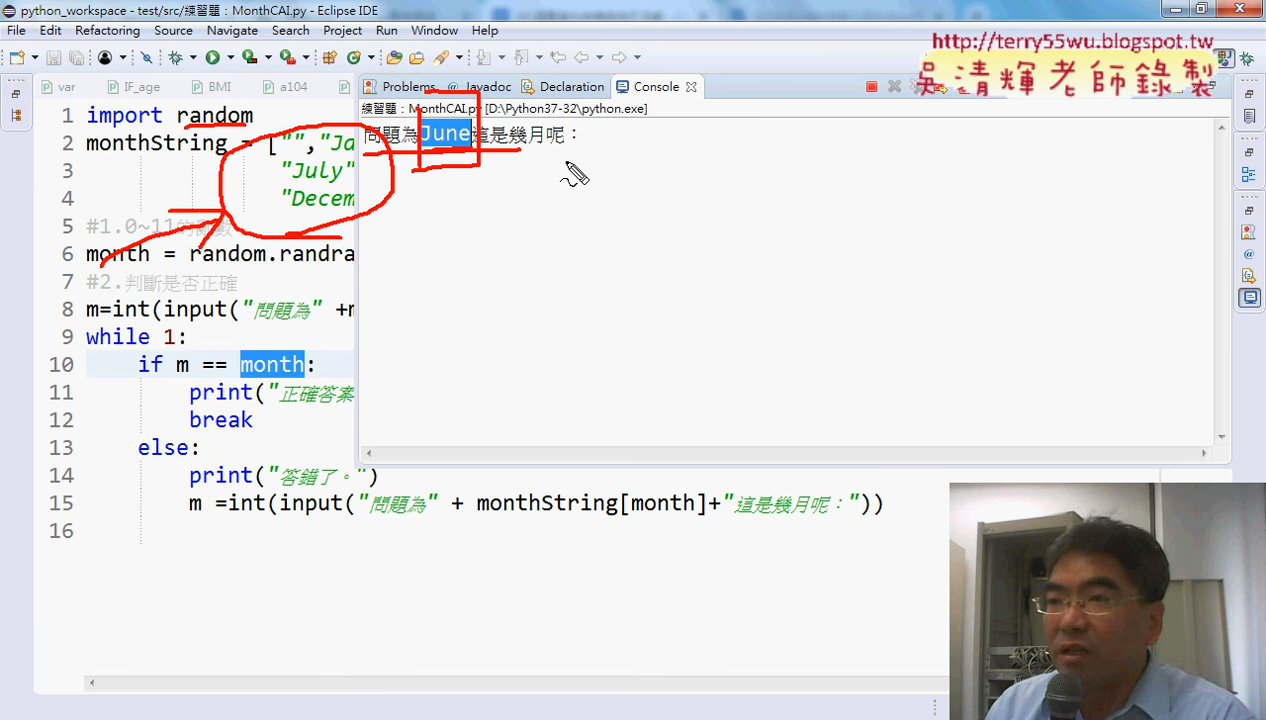 python_workspace - test/src/練習題：MonthCAI.py - Eclipse IDE
File Edit Refactoring Source Navigate Search Project Run Window Help
http://terry55wu.blogspot.tw
吳清輝老師錄製
var IF_age BMI a104
Problems @ Javadoc Declaration Console
練習題：MonthCAI.py [D:\Python37-32\python.exe]
問題為June這是幾月呢：
1 import random
2 monthString = ["","Ja
3 "July"
4 "Decem
5 #1.0~11的亂數
6 month = random.randra
7 #2.判斷是否正確
8 m=int(input("問題為" +m
9 while 1:
10 if m == month:
11 print("正確答案
12 break
13 else:
14 print("答錯了。")
15 m =int(input("問題為" + monthString[month]+"這是幾月呢："))
16